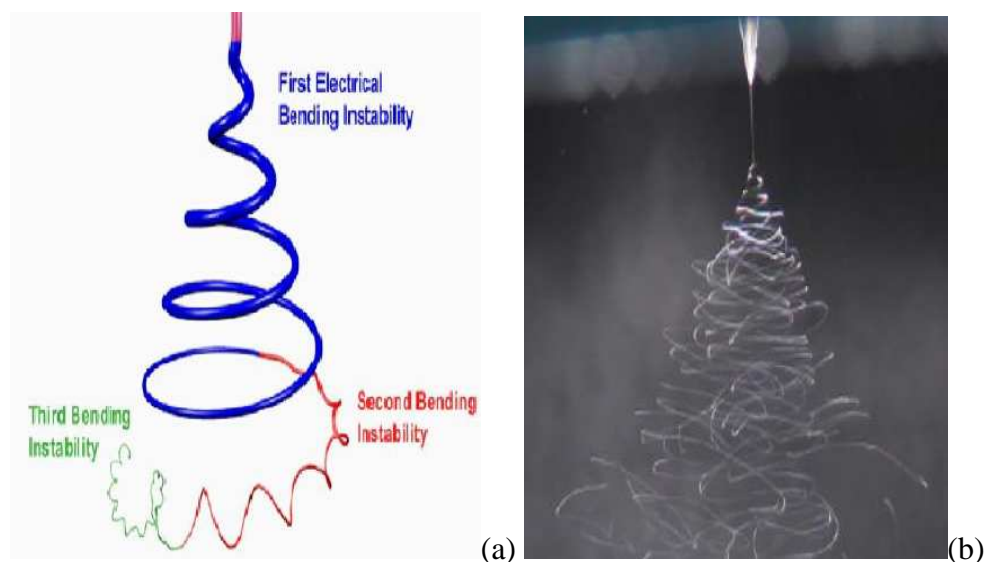 First Electrical
Bending Instability
Second Bending
Instability
Third Bending
Instability
(a)
(b)